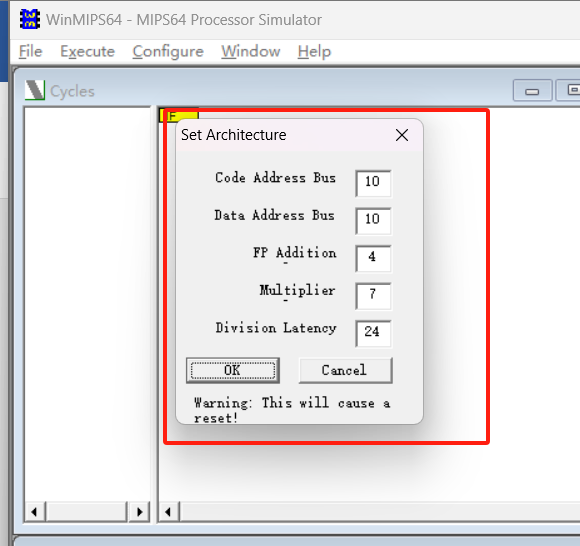 WinMIPS64 - MIPS64 Processor Simulator
File Execute Configure Window Help
Cycles
F
Set Architecture
Code Address Bus 10
Data Address Bus 10
FP Addition 4
Multiplier 7
Division Latency 24
OK Cancel
Warning: This will cause a
reset!